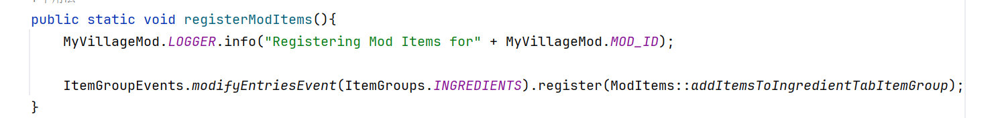 public static void registerModItems(){
MyVillageMod.LOGGER.info("Registering Mod Items for" + MyVillageMod.MOD_ID);
ItemGroupEvents.modifyEntriesEvent(ItemGroups.INGREDIENTS).register(ModItems::addItemsToIngredientTabItemGroup);
}